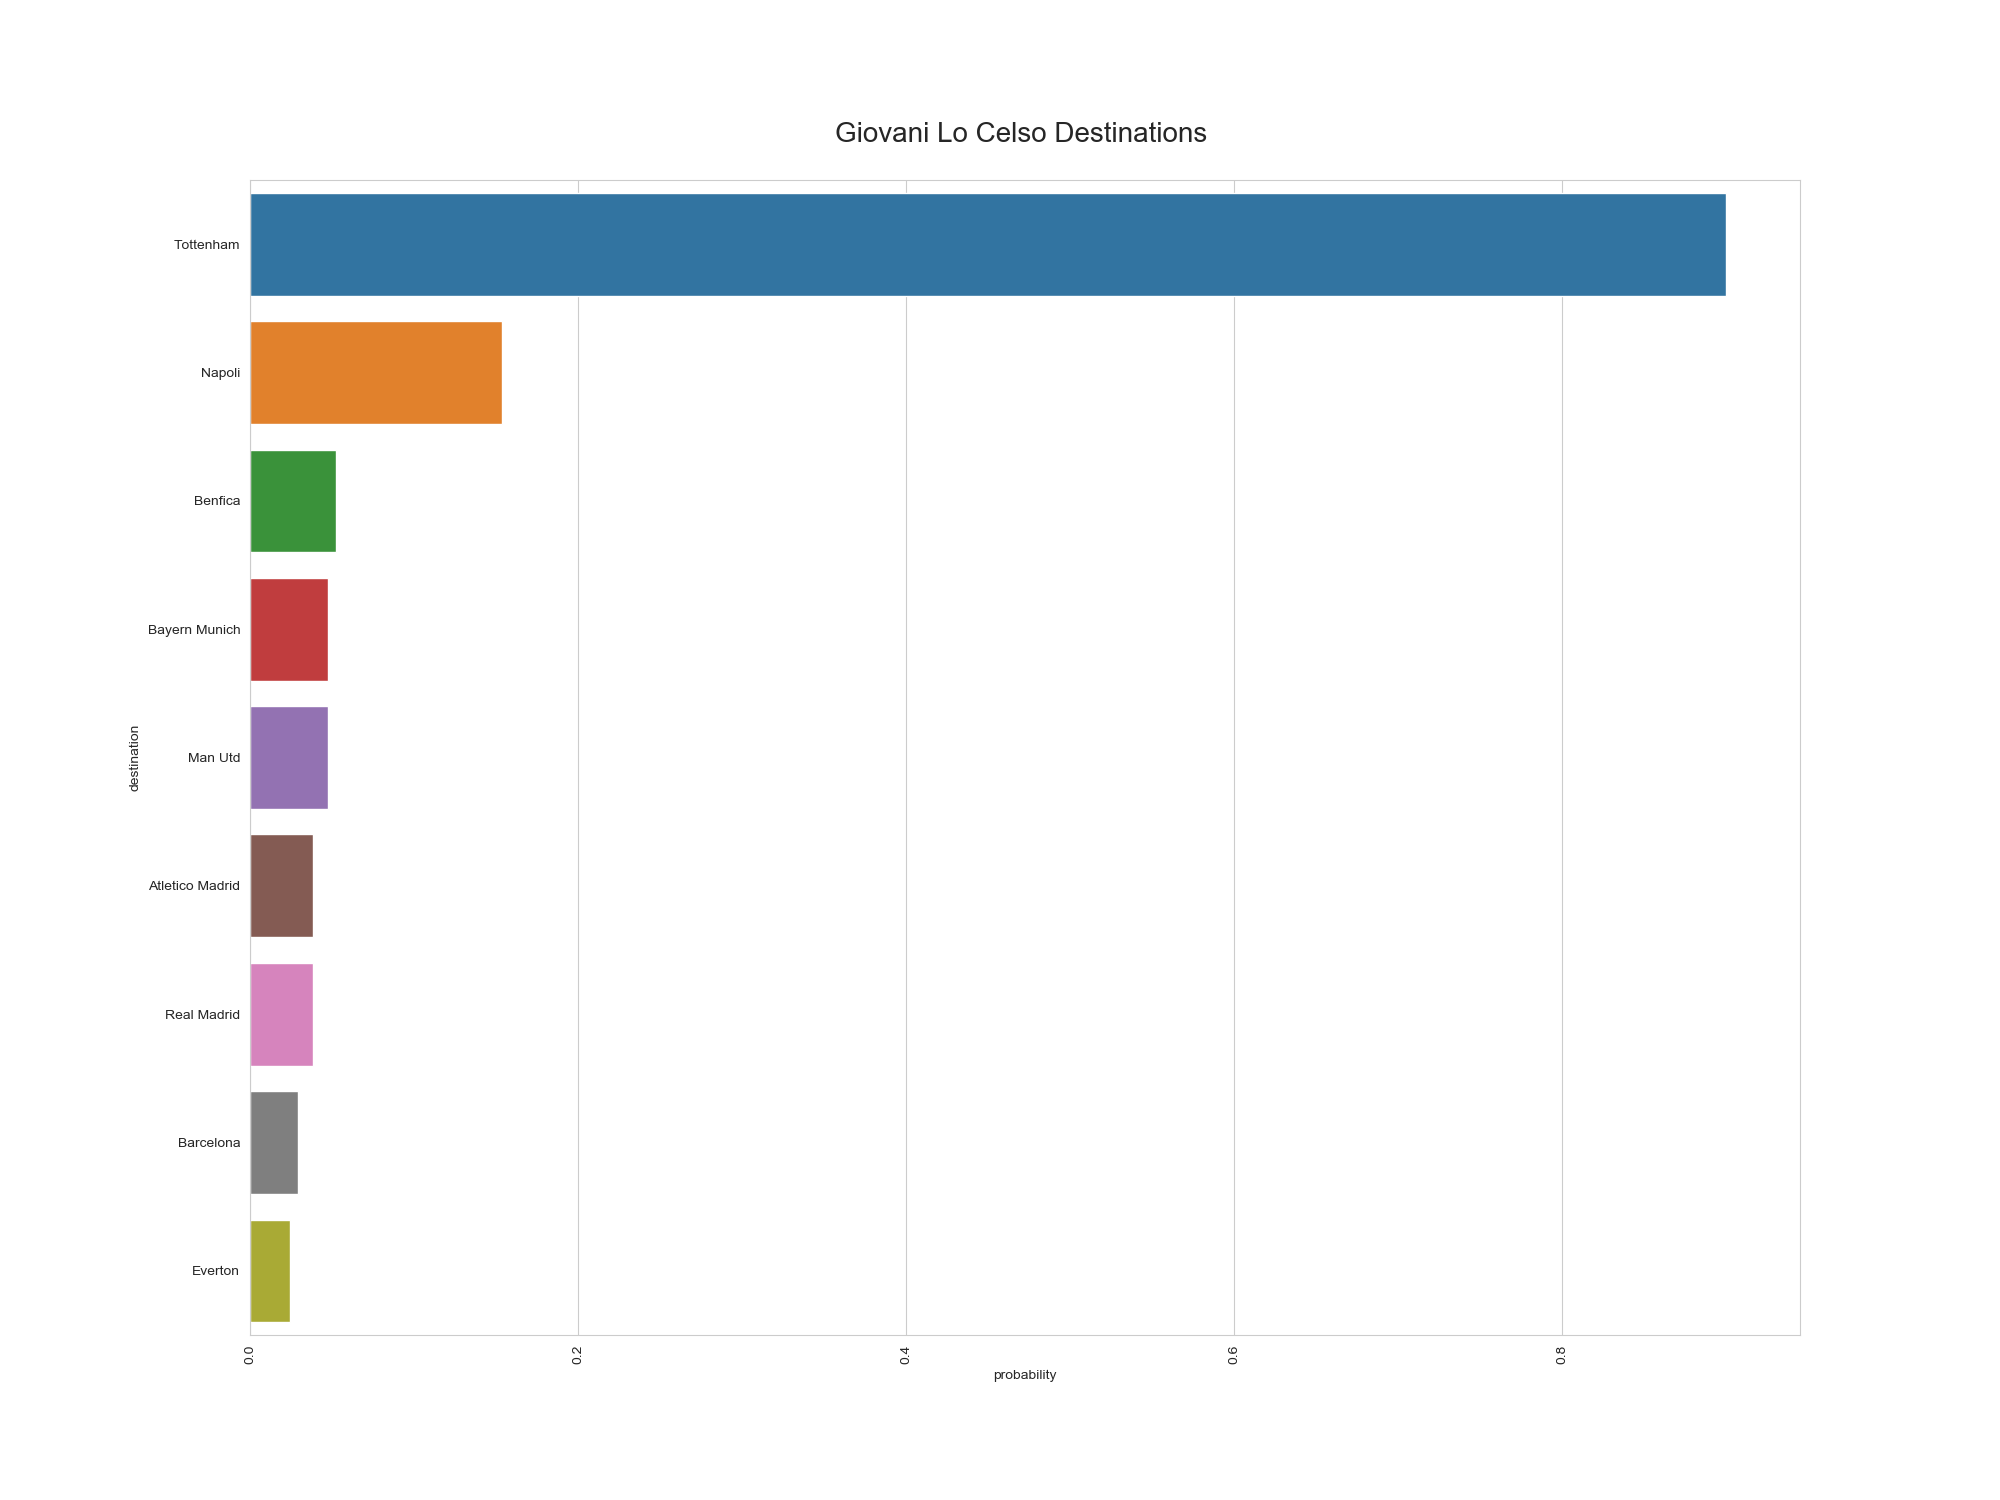 Giovani Lo Celso Destinations
Tottenham
Napoli
Benfica
Bayern Munich
Man Utd
Atletico Madrid
Real Madrid
Barcelona
Everton
destination
0.0
0.2
0.4
0.6
0.8
probability